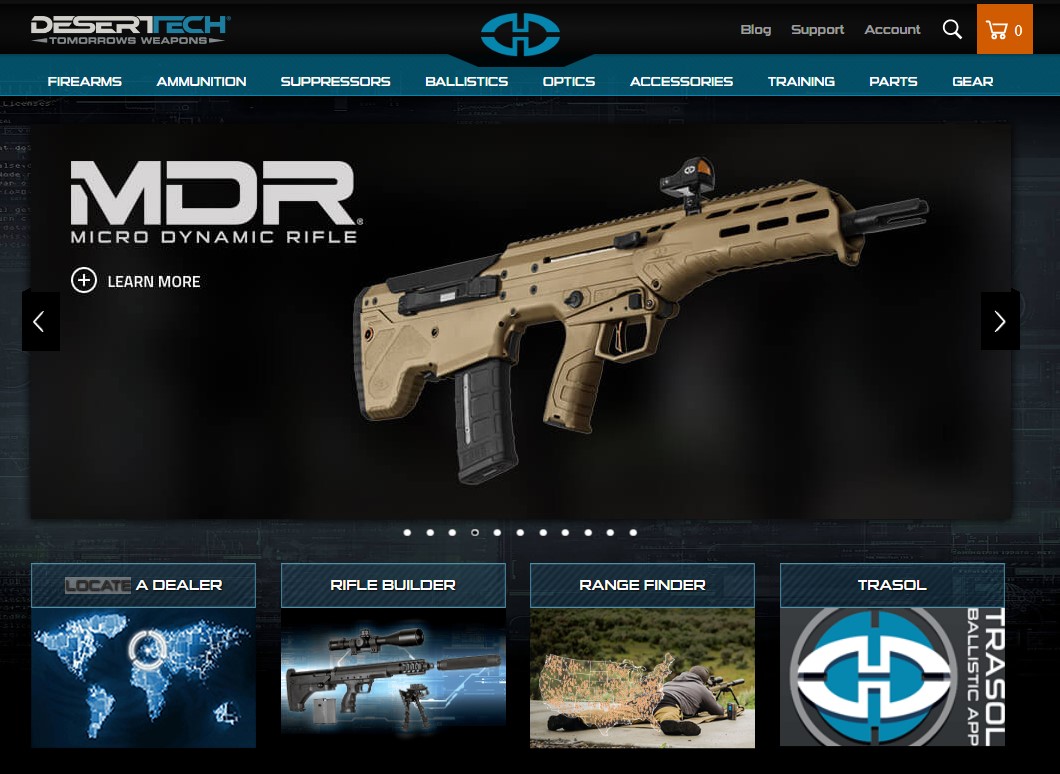 DESERTTECH®
TOMORROWS WEAPONS
Blog Support Account 0
FIREARMS AMMUNITION SUPPRESSORS BALLISTICS OPTICS ACCESSORIES TRAINING PARTS GEAR
Licenses
MDR®
MICRO DYNAMIC RIFLE
LEARN MORE
LOCATE A DEALER
RIFLE BUILDER
RANGE FINDER
TRASOL
TRASOL
BALLISTIC APP